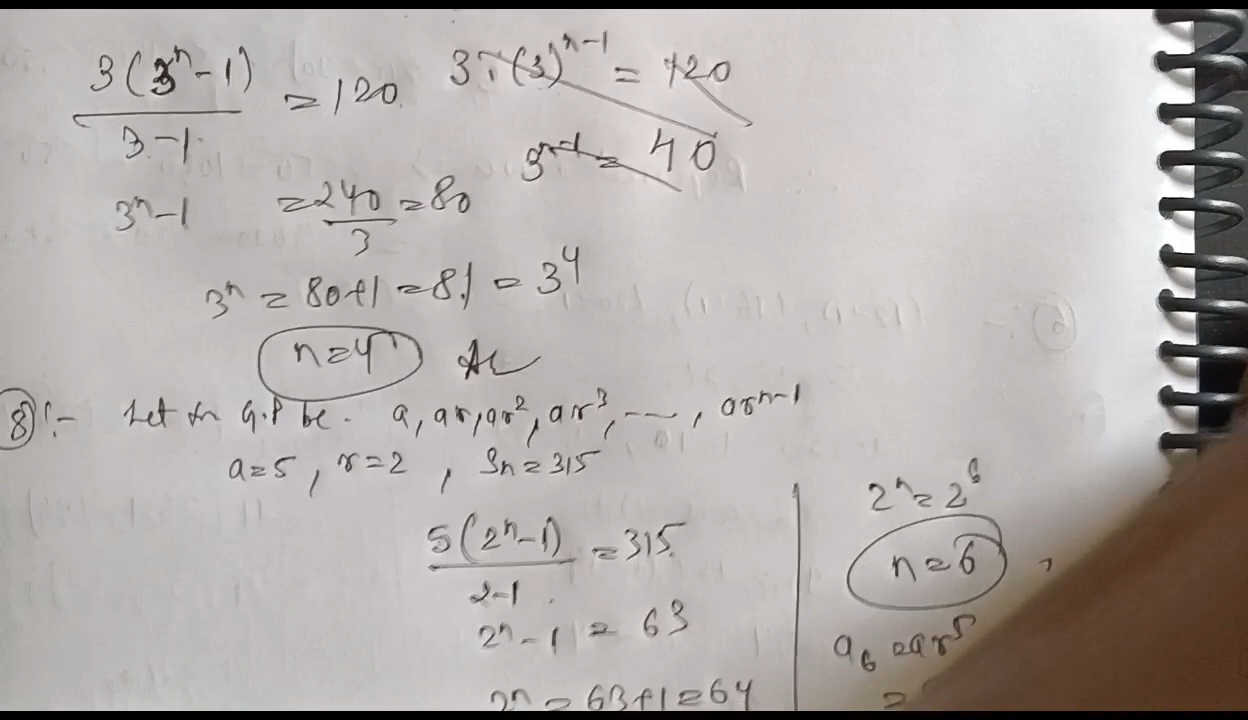 3(3ⁿ-1) / 3-1 = 120
3.(3)ⁿ⁻¹ = 120
3ⁿ⁻¹ = 40
3ⁿ-1 = 240/3 = 80
3ⁿ = 80+1 = 81 = 3⁴
n=4
8:- Let G.P be. a, ar, ar², ar³, ----, arⁿ⁻¹
a=5, r=2, Sn=315
5(2ⁿ-1) / 2-1 = 315
2ⁿ-1 = 63
2ⁿ = 63+1=64
2ⁿ=2⁶
n=6
a₆=ar⁵
=